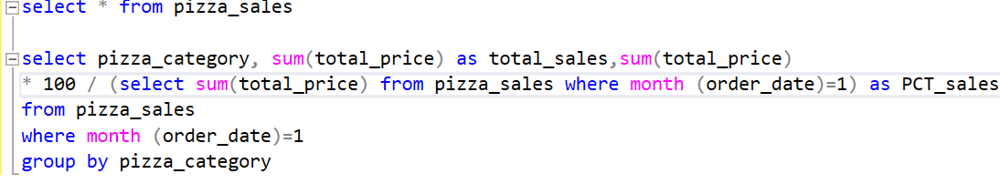 select * from pizza_sales
select pizza_category, sum(total_price) as total_sales,sum(total_price)
* 100 / (select sum(total_price) from pizza_sales where month (order_date)=1) as PCT_sales
from pizza_sales
where month (order_date)=1
group by pizza_category